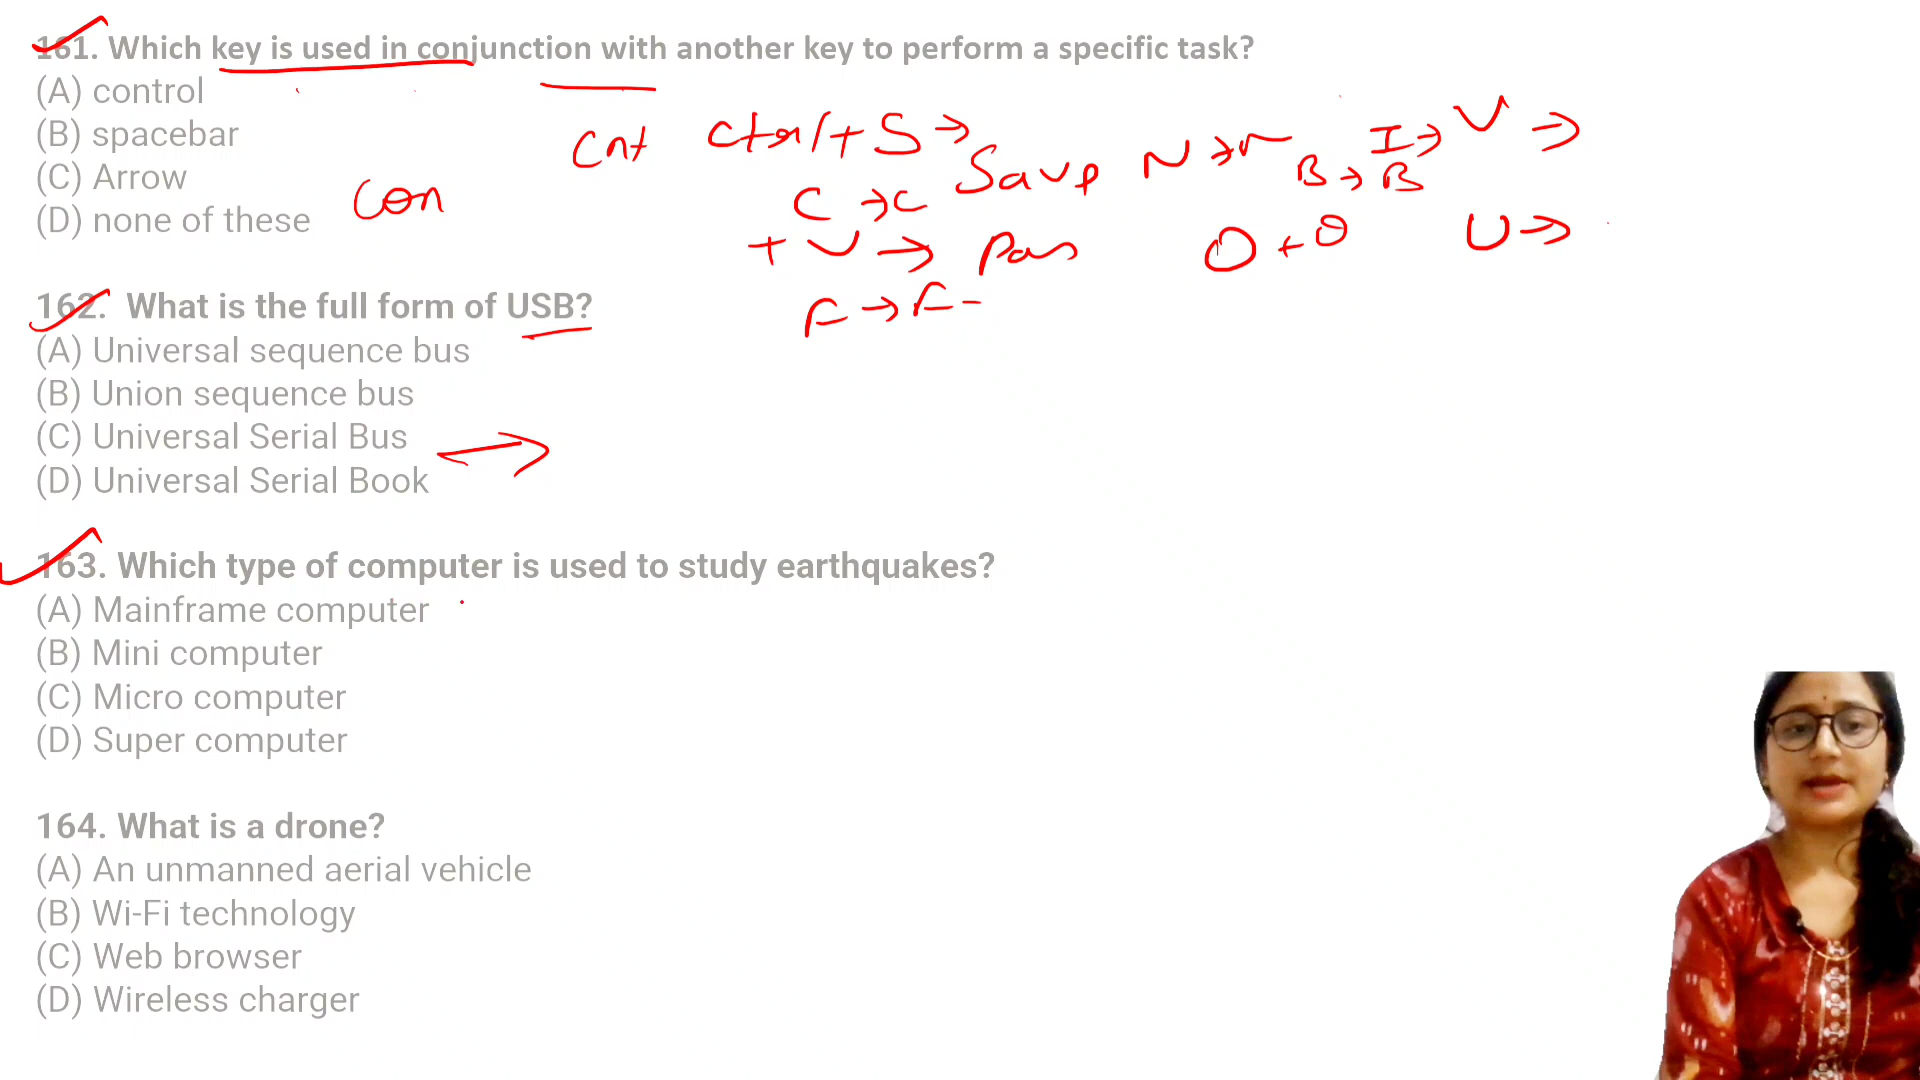 161. Which key is used in conjunction with another key to perform a specific task?
(A) control
(B) spacebar
(C) Arrow
(D) none of these
con
cnt
ctrl + S →
Save
C → C
+ V → Pas
F → F -
N → N
B → B
I →
U →
O + O
U →
162. What is the full form of USB?
(A) Universal sequence bus
(B) Union sequence bus
(C) Universal Serial Bus
(D) Universal Serial Book
163. Which type of computer is used to study earthquakes?
(A) Mainframe computer
(B) Mini computer
(C) Micro computer
(D) Super computer
164. What is a drone?
(A) An unmanned aerial vehicle
(B) Wi-Fi technology
(C) Web browser
(D) Wireless charger